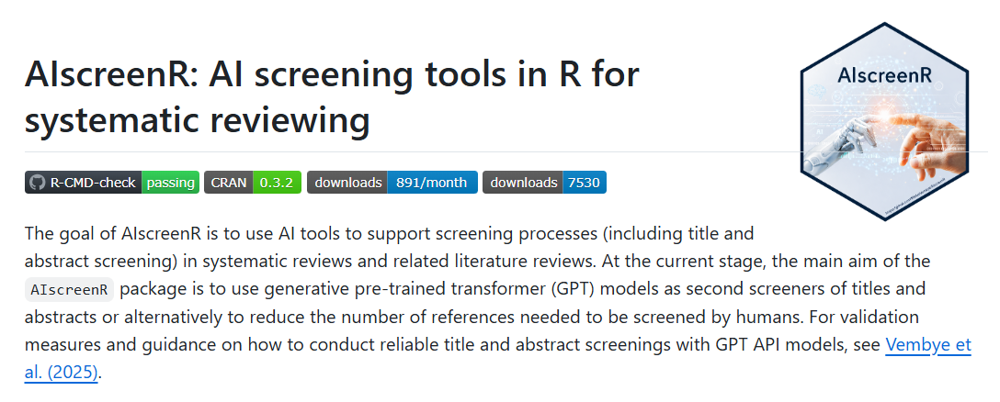 AIscreenR: AI screening tools in R for
systematic reviewing
AIscreenR
R-CMD-check passing CRAN 0.3.2 downloads 891/month downloads 7530
The goal of AIscreenR is to use AI tools to support screening processes (including title and
abstract screening) in systematic reviews and related literature reviews. At the current stage, the main aim of the
AIscreenR package is to use generative pre-trained transformer (GPT) models as second screeners of titles and
abstracts or alternatively to reduce the number of references needed to be screened by humans. For validation
measures and guidance on how to conduct reliable title and abstract screenings with GPT API models, see Vembye et
al. (2025).